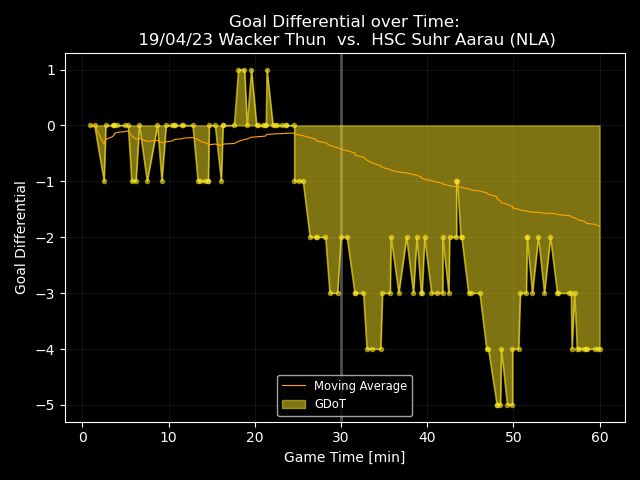 Goal Differential over Time:
19/04/23 Wacker Thun  vs.  HSC Suhr Aarau (NLA)
Goal Differential
1
0
−1
−2
−3
−4
−5
Moving Average
GDoT
0 10 20 30 40 50 60
Game Time [min]